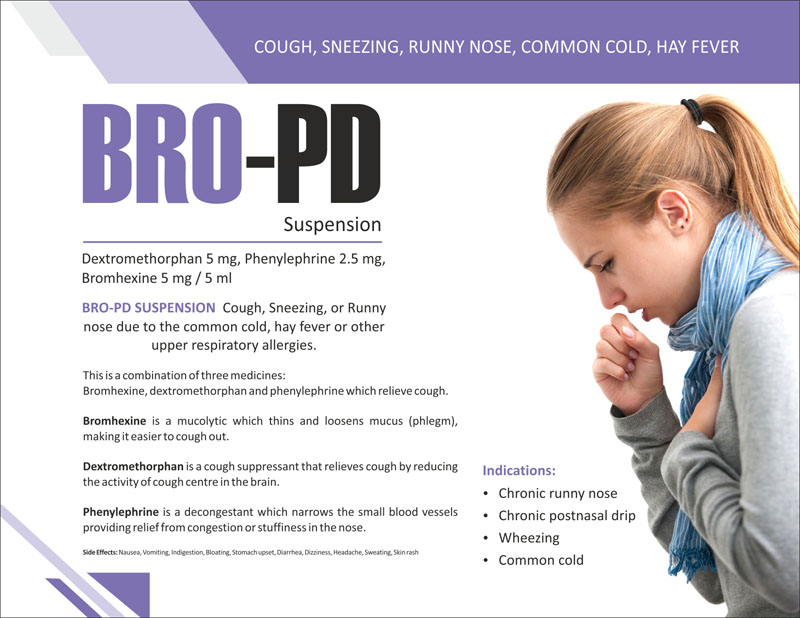 COUGH, SNEEZING, RUNNY NOSE, COMMON COLD, HAY FEVER
BRO-PD
Suspension
Dextromethorphan 5 mg, Phenylephrine 2.5 mg,
Bromhexine 5 mg / 5 ml
BRO-PD SUSPENSION Cough, Sneezing, or Runny
nose due to the common cold, hay fever or other
upper respiratory allergies.
This is a combination of three medicines:
Bromhexine, dextromethorphan and phenylephrine which relieve cough.
Bromhexine is a mucolytic which thins and loosens mucus (phlegm),
making it easier to cough out.
Dextromethorphan is a cough suppressant that relieves cough by reducing
the activity of cough centre in the brain.
Phenylephrine is a decongestant which narrows the small blood vessels
providing relief from congestion or stuffiness in the nose.
Side Effects: Nausea, Vomiting, Indigestion, Bloating, Stomach upset, Diarrhea, Dizziness, Headache, Sweating, Skin rash
Indications:
• Chronic runny nose
• Chronic postnasal drip
• Wheezing
• Common cold